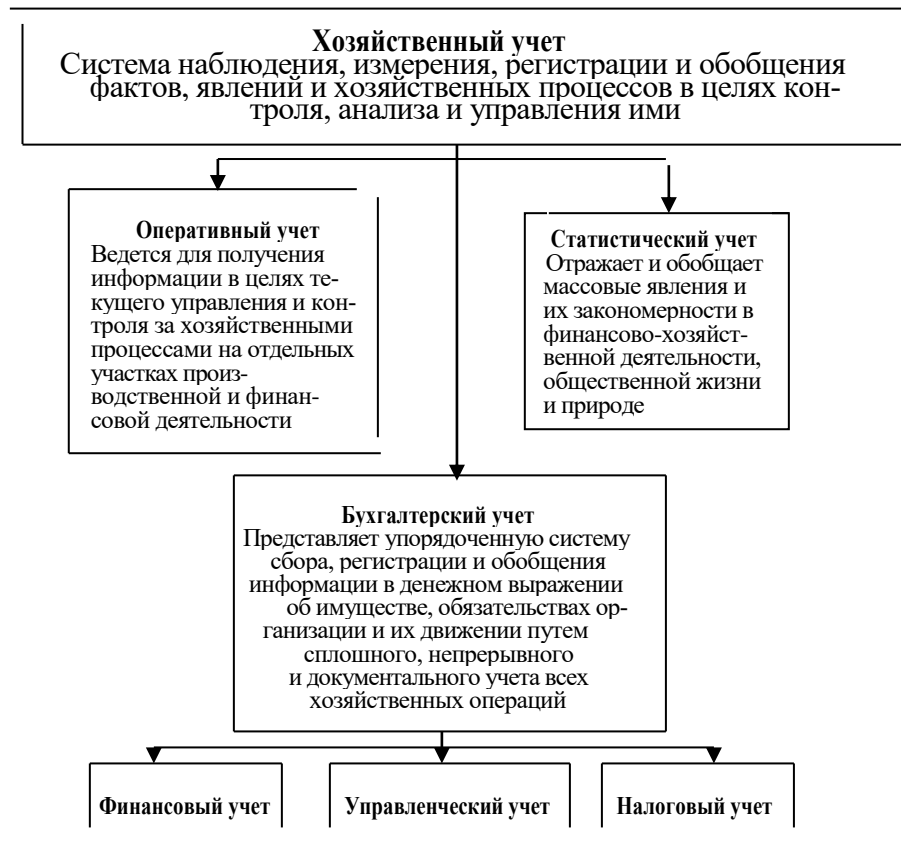 Хозяйственный учет
Система наблюдения, измерения, регистрации и обобщения
фактов, явлений и хозяйственных процессов в целях кон-
троля, анализа и управления ими
Оперативный учет
Ведется для получения
информации в целях те-
кущего управления и кон-
троля за хозяйственными
процессами на отдельных
участках произ-
водственной и финан-
совой деятельности
Статистический учет
Отражает и обобщает
массовые явления и
их закономерности в
финансово-хозяйст-
венной деятельности,
общественной жизни
и природе
Бухгалтерский учет
Представляет упорядоченную систему
сбора, регистрации и обобщения
информации в денежном выражении
об имуществе, обязательствах ор-
ганизации и их движении путем
сплошного, непрерывного
и документального учета всех
хозяйственных операций
Финансовый учет
Управленческий учет
Налоговый учет